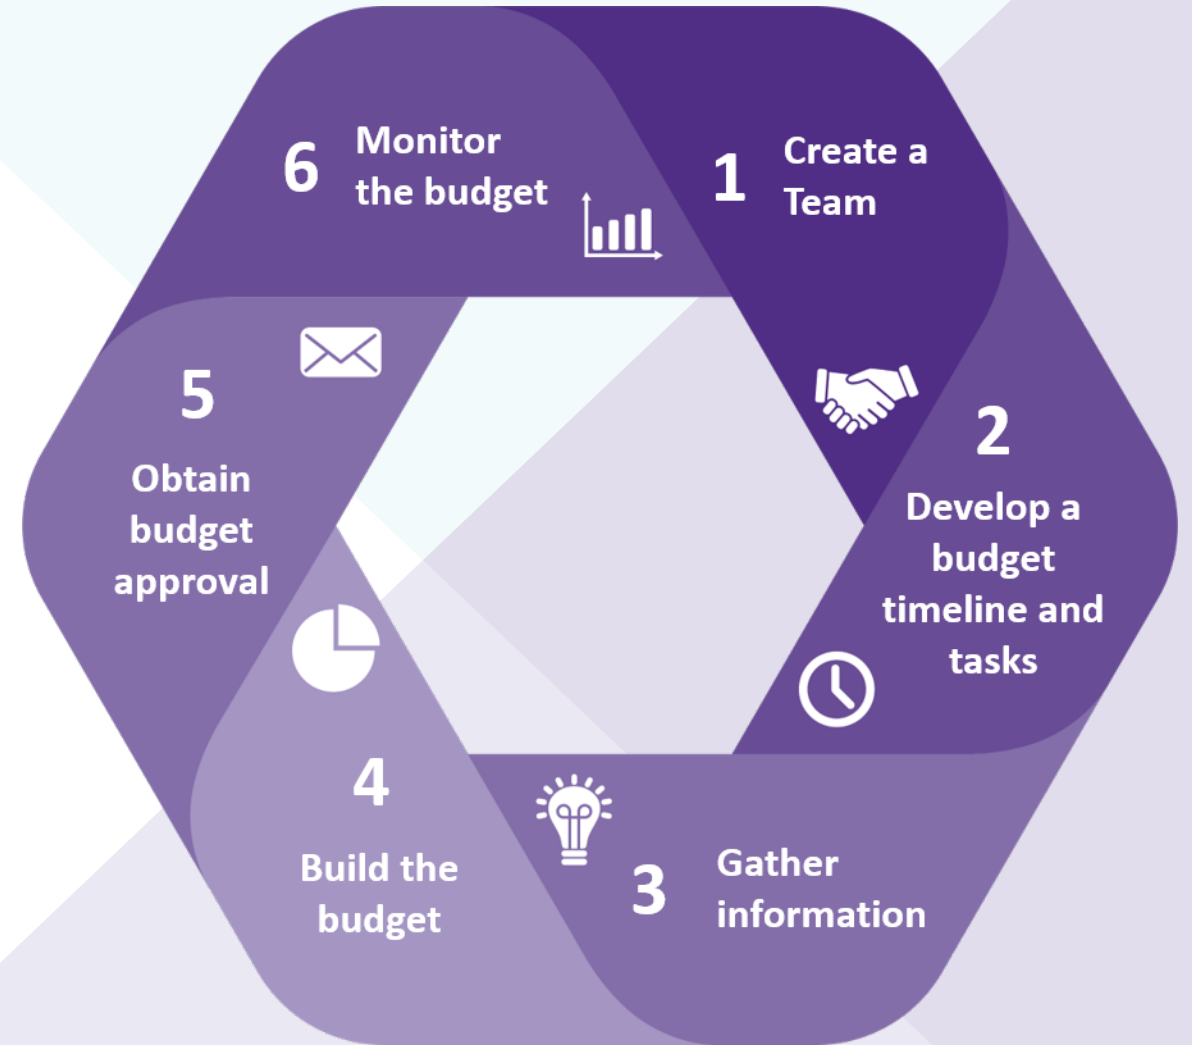 1
Create a
Team
2
Develop a
budget
timeline and
tasks
3
Gather
information
4
Build the
budget
5
Obtain
budget
approval
6
Monitor
the budget